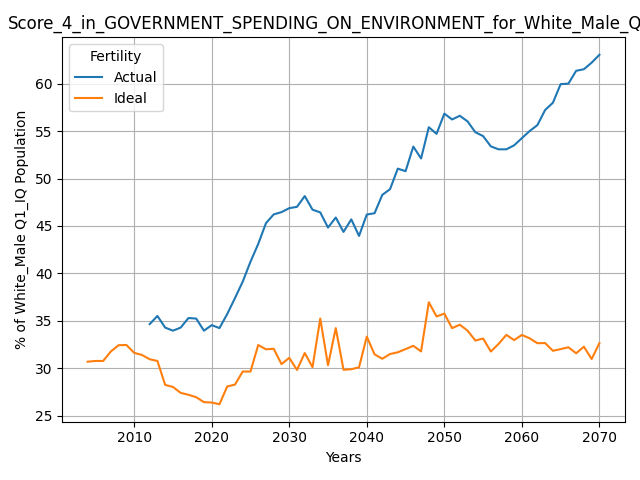 Score_4_in_GOVERNMENT_SPENDING_ON_ENVIRONMENT_for_White_Male_Q
Fertility
Actual
Ideal
% of White_Male Q1_IQ Population
60
55
50
45
40
35
30
25
2010 2020 2030 2040 2050 2060 2070
Years